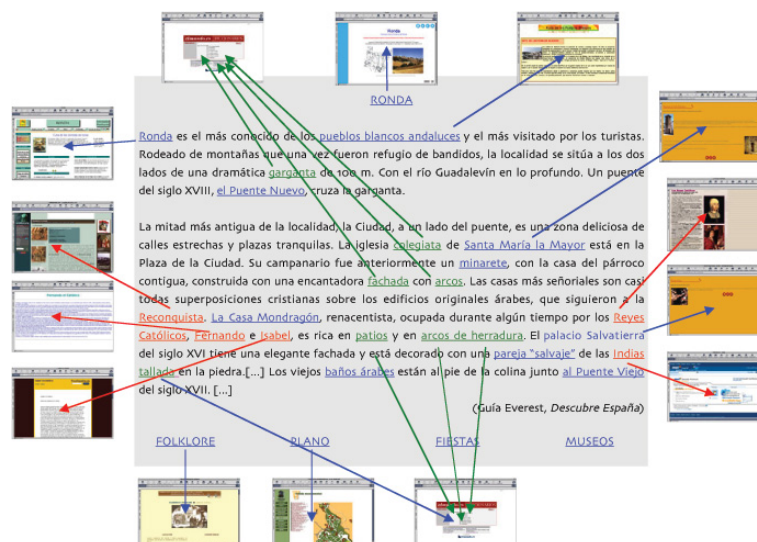 Ronda
RONDA
Ronda es el más conocido de los pueblos blancos andaluces y el más visitado por los turistas.
Rodeado de montañas que una vez fueron refugio de bandidos, la localidad se sitúa a los dos
lados de una dramática garganta de 100 m. Con el río Guadalevín en lo profundo. Un puente
del siglo XVIII, el Puente Nuevo, cruza la garganta.
La mitad más antigua de la localidad, la Ciudad, a un lado del puente, es una zona deliciosa de
calles estrechas y plazas tranquilas. La iglesia colegiata de Santa María la Mayor está en la
Plaza de la Ciudad. Su campanario fue anteriormente un minarete, con la casa del párroco
contigua, construida con una encantadora fachada con arcos. Las casas más señoriales son casi
todas superposiciones cristianas sobre los edificios originales árabes, que siguieron a la
Reconquista. La Casa Mondragón, renacentista, ocupada durante algún tiempo por los Reyes
Católicos, Fernando e Isabel, es rica en patios y en arcos de herradura. El palacio Salvatierra
del siglo XVI tiene una elegante fachada y está decorado con una pareja "salvaje" de las Indias
tallada en la piedra.[...] Los viejos baños árabes están al pie de la colina junto al Puente Viejo
del siglo XVII. [...]
(Guía Everest, Descubre España)
FOLKLORE PLANO FIESTAS MUSEOS